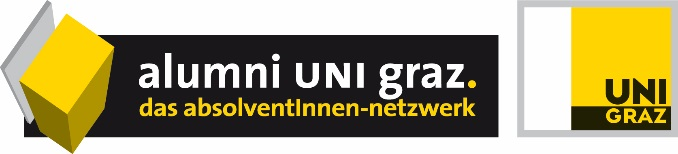 alumni UNI graz.
das absolventInnen-netzwerk
UNI
GRAZ